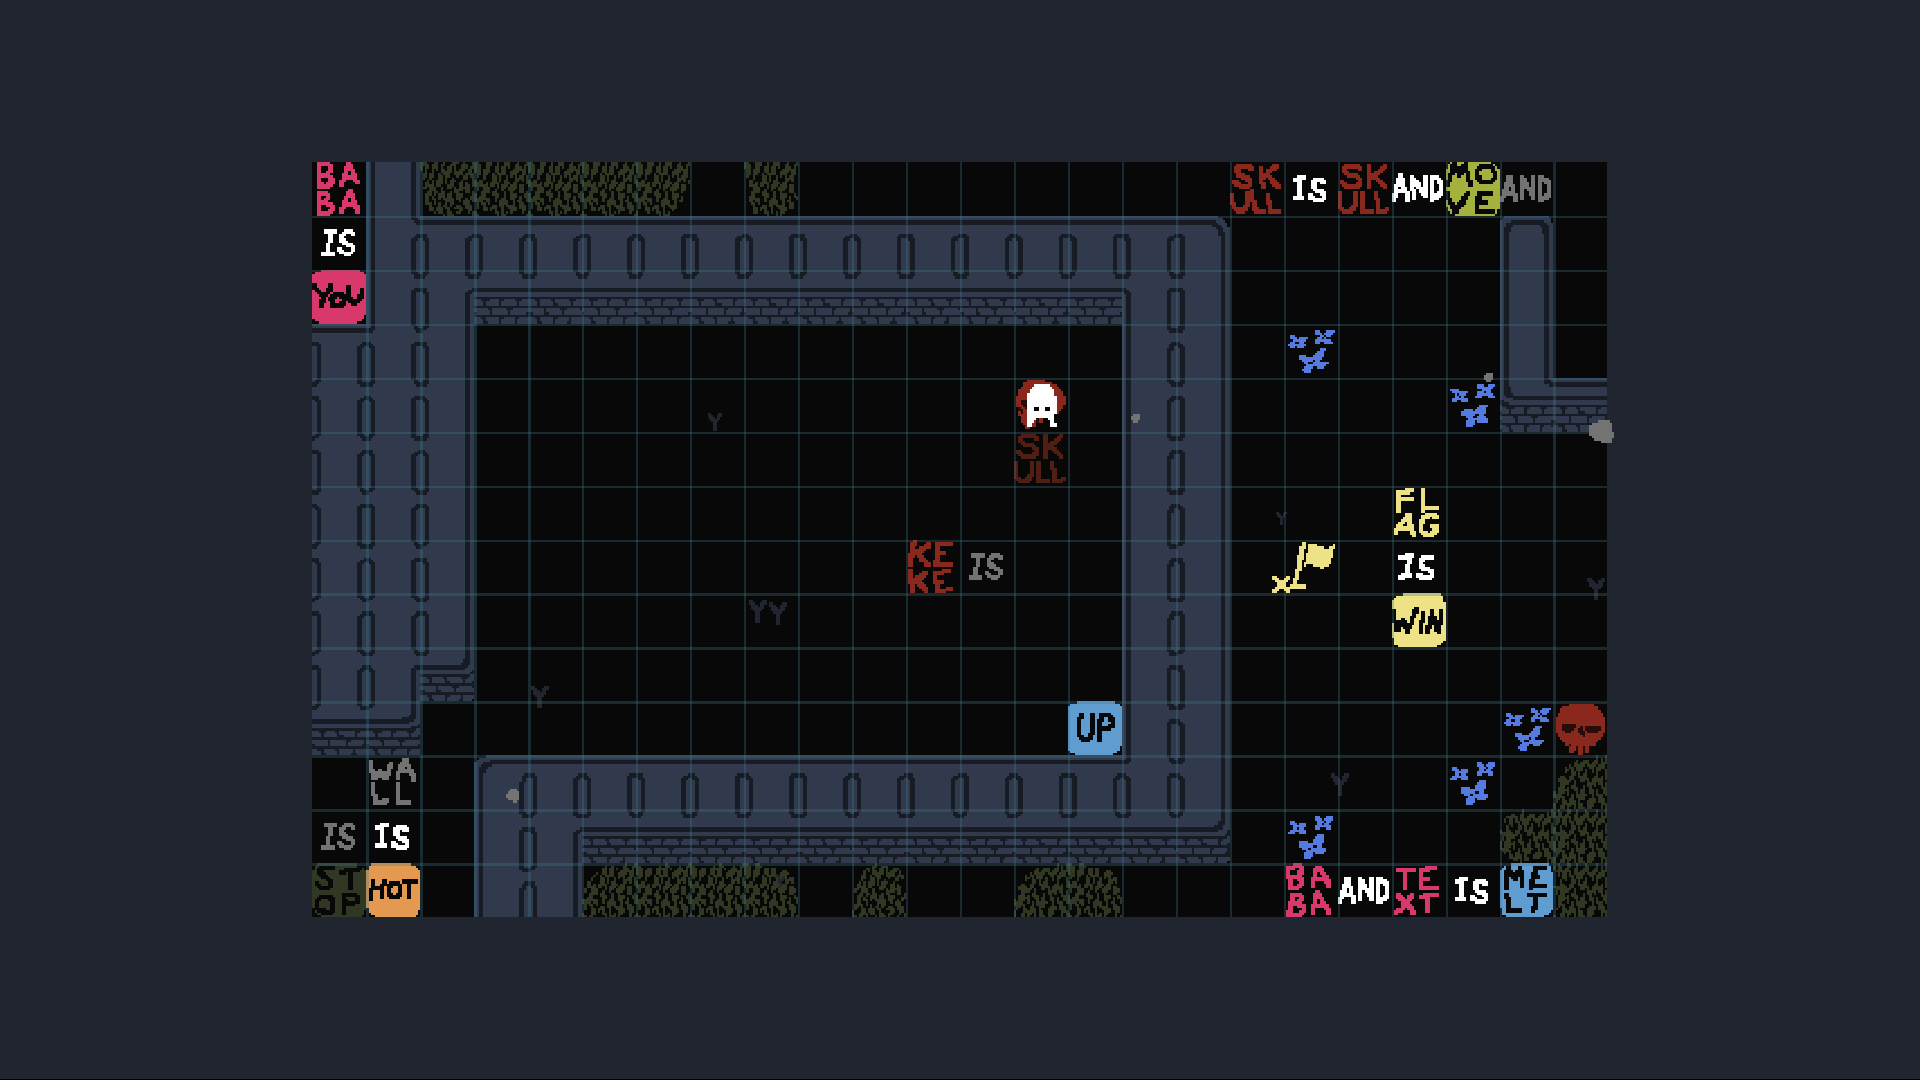 BABA
IS
YOU
SKULL IS SKULL AND MOVE AND
SKULL
FLAG
IS
WIN
KEKE IS
UP
WALL
IS IS
STOP HOT
BABA AND TEXT IS MELT